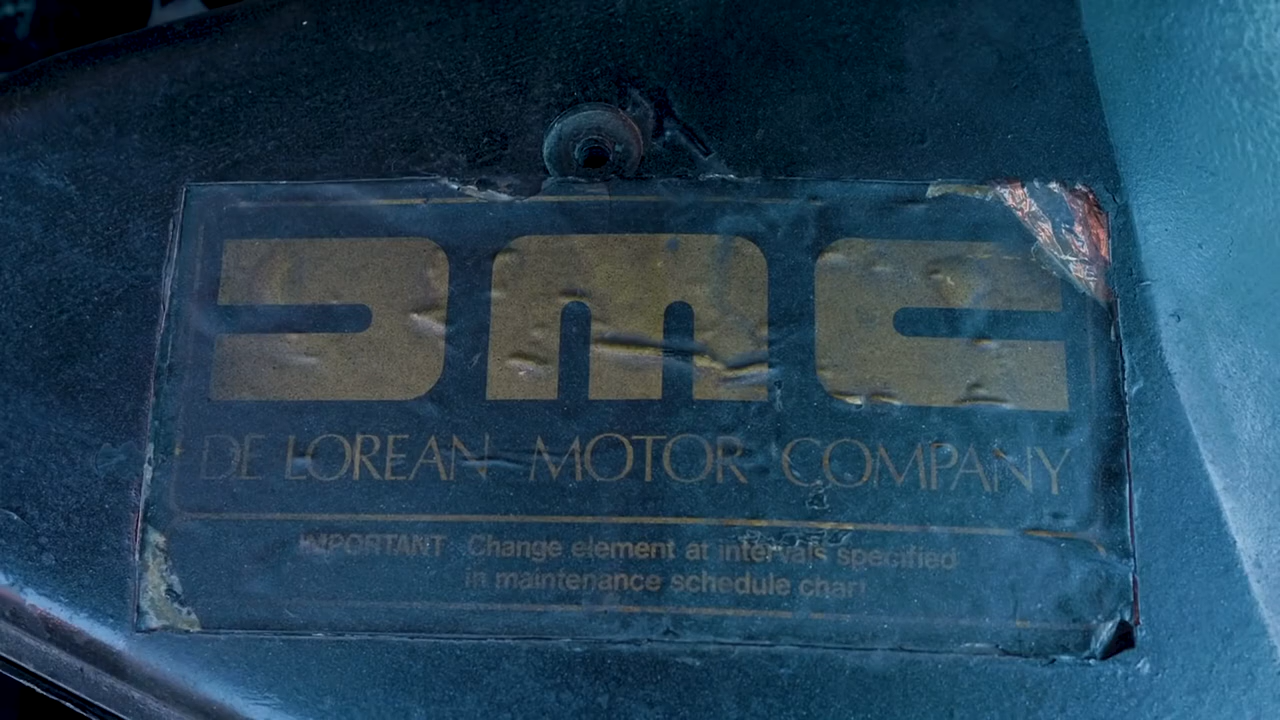 DMC
DE LOREAN MOTOR COMPANY
IMPORTANT Change element at intervals specified
in maintenance schedule chart